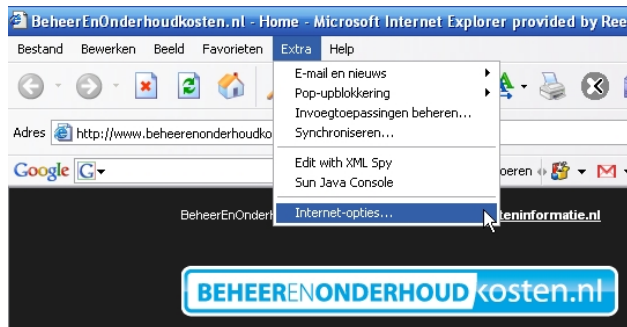 BeheerEnOnderhoudkosten.nl - Home - Microsoft Internet Explorer provided by Ree
Bestand Bewerken Beeld Favorieten Extra Help
E-mail en nieuws
Pop-upblokkering
Invoegtoepassingen beheren...
Synchroniseren...
Adres http://www.beheerenonderhoudko
Edit with XML Spy
Google G oeren
Sun Java Console
Internet-opties...
BeheerEnOnderh teninformatie.nl
BEHEERENONDERHOUDkosten.nl